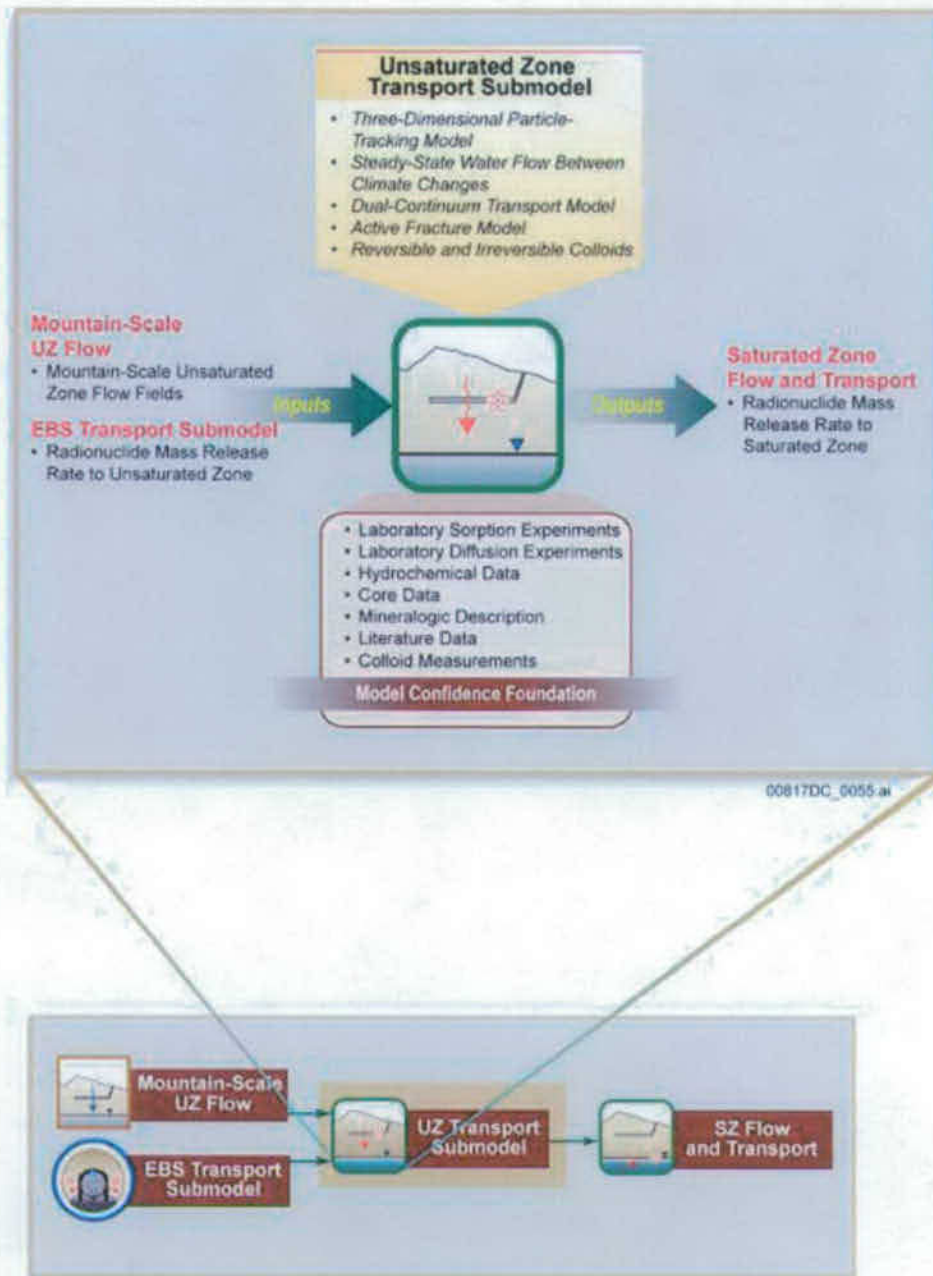 Unsaturated Zone
Transport Submodel
• Three-Dimensional Particle-
Tracking Model
• Steady-State Water Flow Between
Climate Changes
• Dual-Continuum Transport Model
• Active Fracture Model
• Reversible and Irreversible Colloids
Mountain-Scale
UZ Flow
• Mountain-Scale Unsaturated
Zone Flow Fields
EBS Transport Submodel
• Radionuclide Mass Release
Rate to Unsaturated Zone
Inputs
Outputs
Saturated Zone
Flow and Transport
• Radionuclide Mass
Release Rate to
Saturated Zone
• Laboratory Sorption Experiments
• Laboratory Diffusion Experiments
• Hydrochemical Data
• Core Data
• Mineralogic Description
• Literature Data
• Colloid Measurements
Model Confidence Foundation
00817DC_0055.ai
Mountain-Scale
UZ Flow
EBS Transport
Submodel
UZ Transport
Submodel
SZ Flow
and Transport